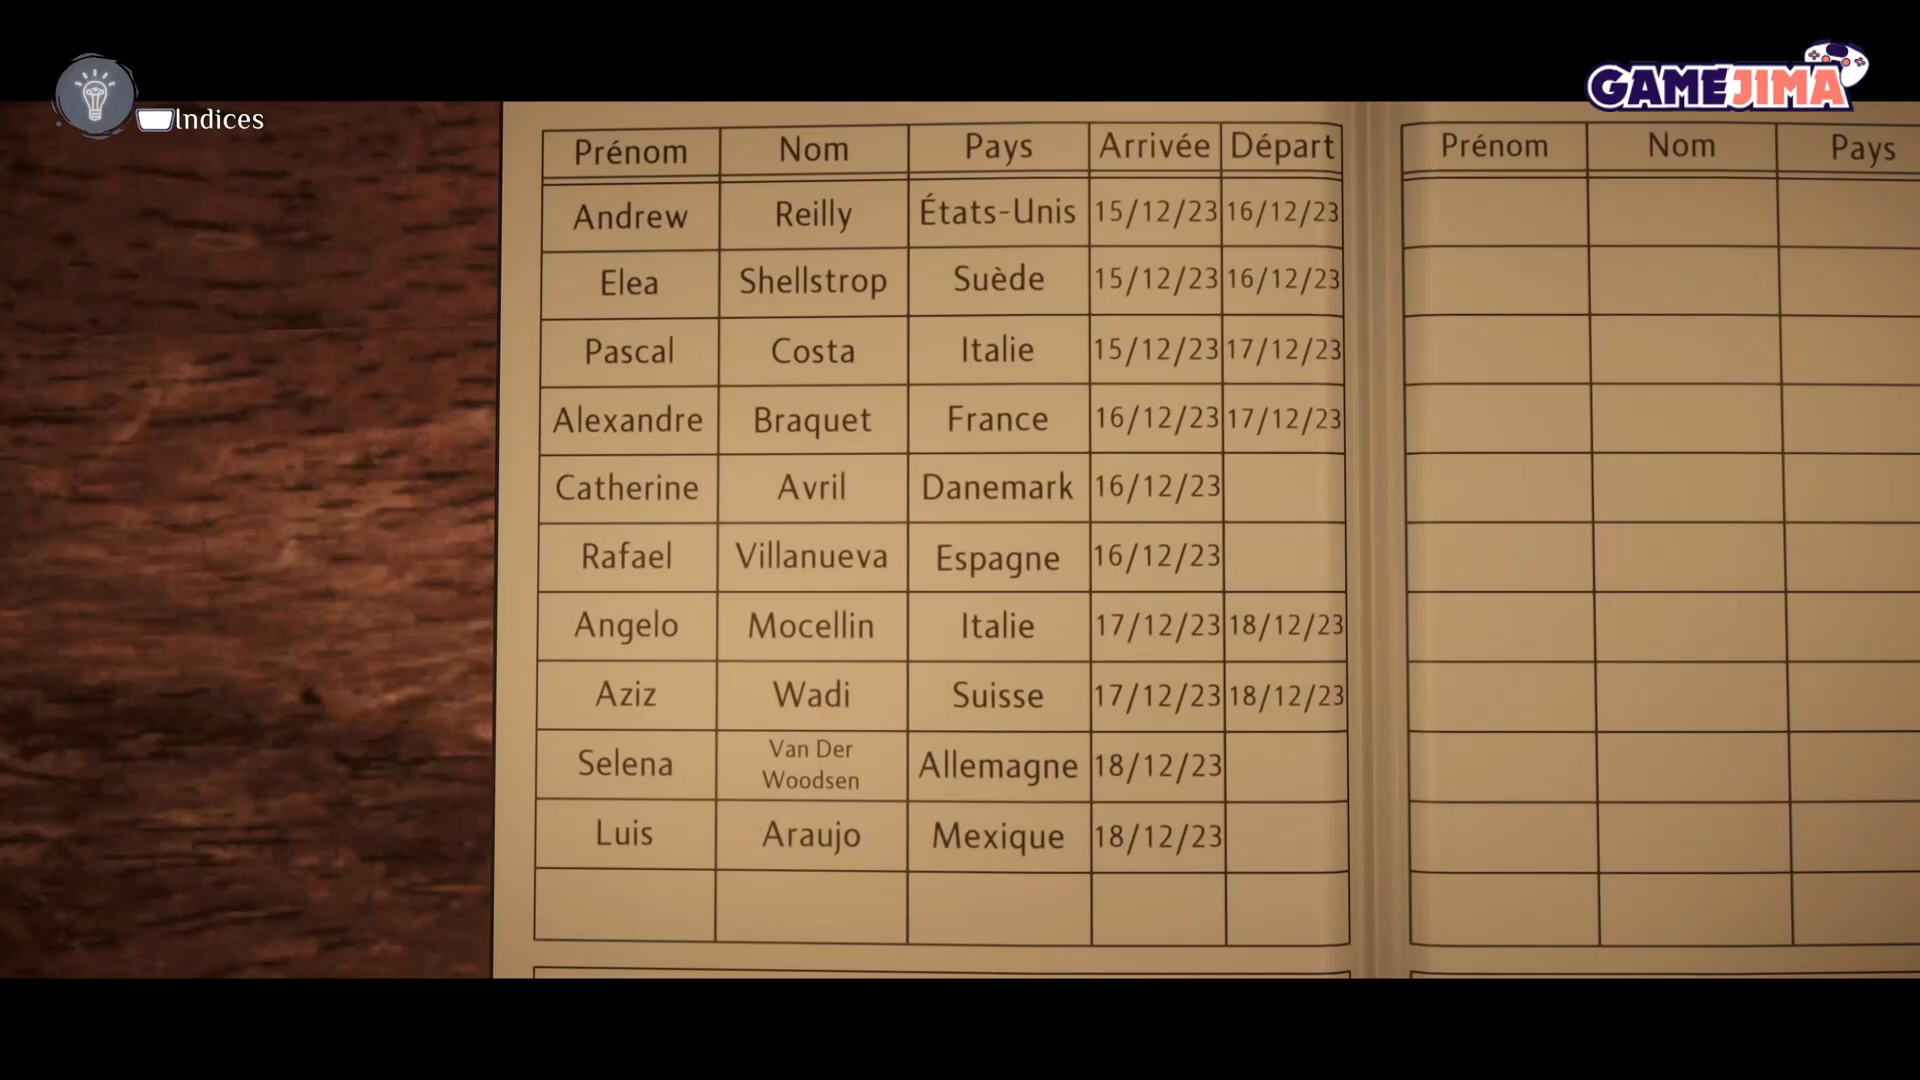 Indices
GAMEJIMA
Prénom Nom Pays Arrivée Départ
Andrew Reilly États-Unis 15/12/23 16/12/23
Elea Shellstrop Suède 15/12/23 16/12/23
Pascal Costa Italie 15/12/23 17/12/23
Alexandre Braquet France 16/12/23 17/12/23
Catherine Avril Danemark 16/12/23
Rafael Villanueva Espagne 16/12/23
Angelo Mocellin Italie 17/12/23 18/12/23
Aziz Wadi Suisse 17/12/23 18/12/23
Selena Van Der Woodsen Allemagne 18/12/23
Luis Araujo Mexique 18/12/23
Prénom Nom Pays